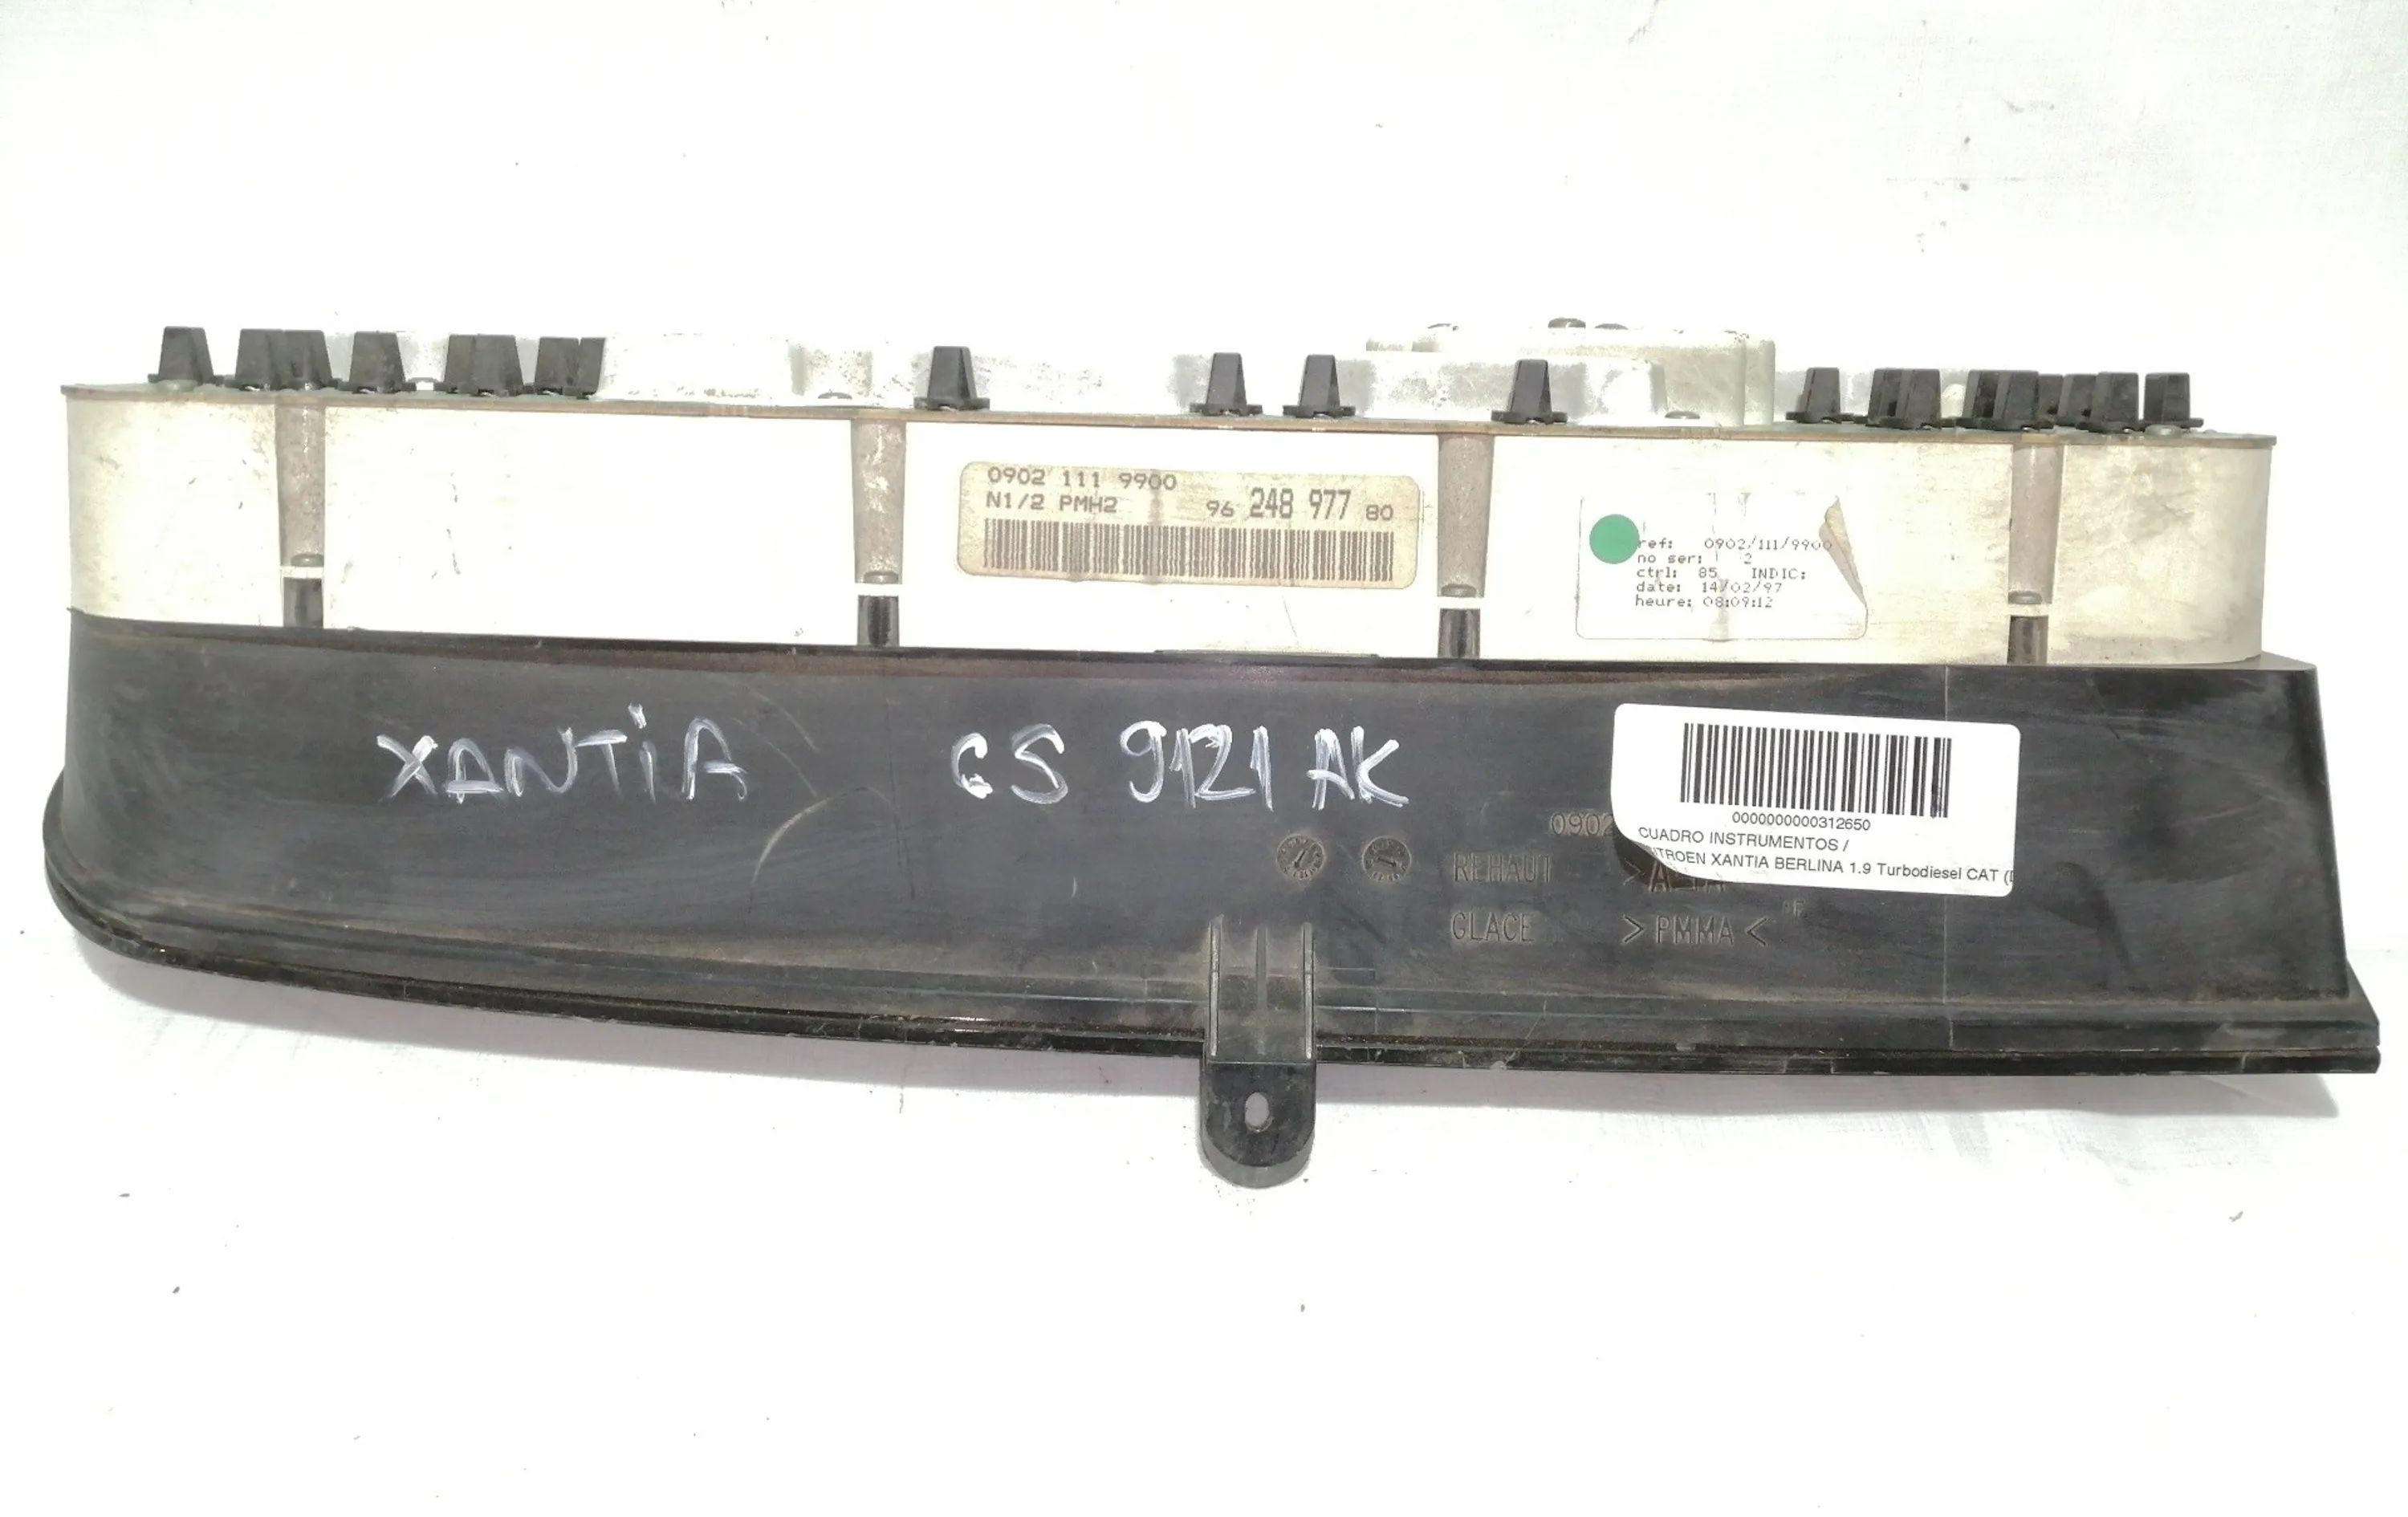 0902 111 9900
N1/2 PMH2 96 248 977 80
ref: 0902/111/9900
no ser: 2
ctrl: 85 INDIC:
date: 14/02/97
heure: 08:09:12
XANTiA CS 9121 AK
0000000000312650
CUADRO INSTRUMENTOS /
XANTIA BERLINA 1.9 Turbodiesel CAT
0902
REHAUT
GLACE >PMMA<